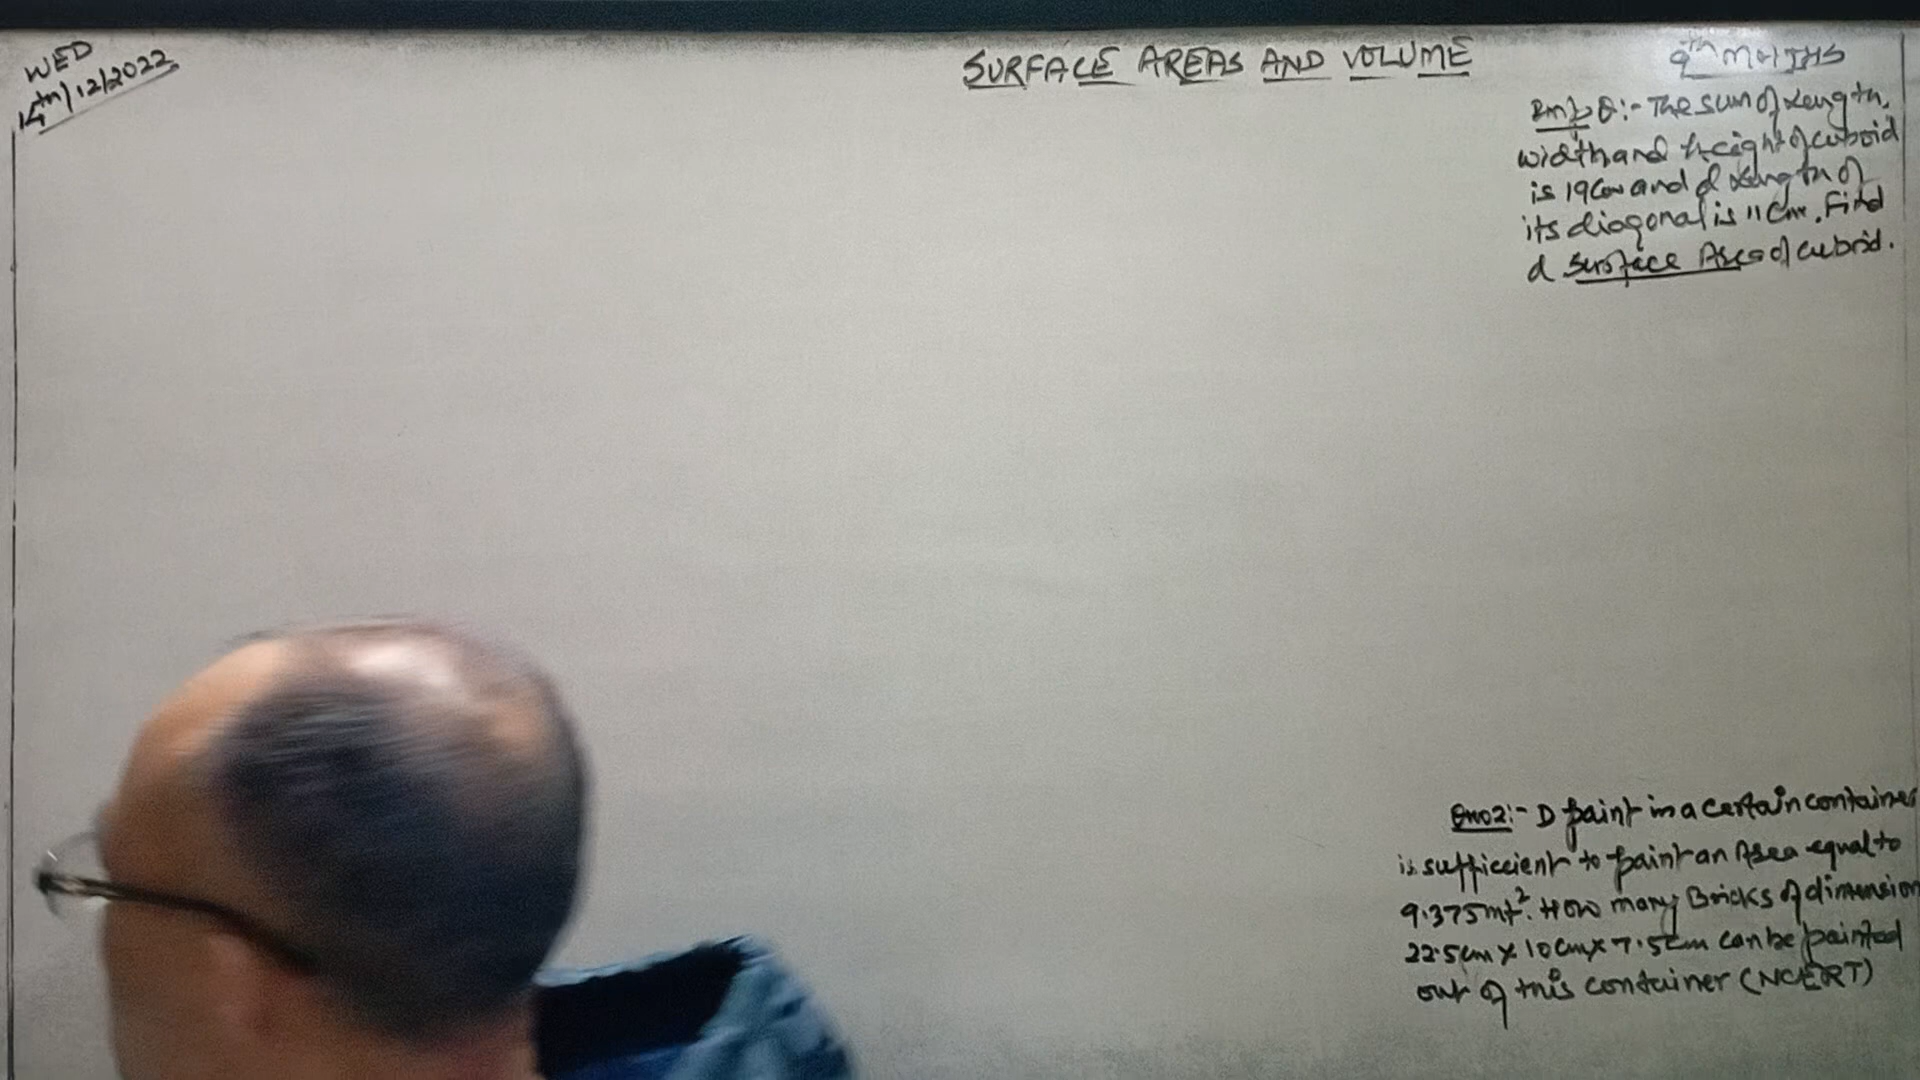 WED
14th/12/2022
SURFACE AREAS AND VOLUME
9th MATHS
Imp Q:- The sum of length,
width and height of cuboid
is 19cm and d length of
its diagonal is 11cm. Find
d surface Area of cuboid.
Qno2:- D paint in a certain container
is sufficcient to paint an Area equal to
9.375mt². How many Bricks of dimension
22.5cm x 10cm x 7.5cm can be painted
out of this container (NCERT)